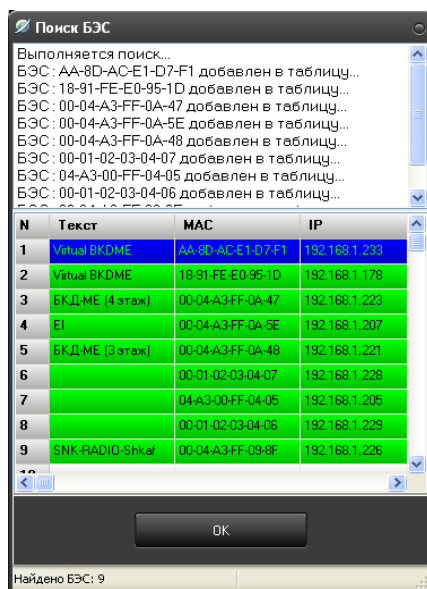 Поиск БЭС
Выполняется поиск...
БЭС: AA-8D-AC-E1-D7-F1 добавлен в таблицу...
БЭС: 18-91-FE-E0-95-1D добавлен в таблицу...
БЭС: 00-04-A3-FF-0A-47 добавлен в таблицу...
БЭС: 00-04-A3-FF-0A-5E добавлен в таблицу...
БЭС: 00-04-A3-FF-0A-48 добавлен в таблицу...
БЭС: 00-01-02-03-04-07 добавлен в таблицу...
БЭС: 04-A3-00-FF-04-05 добавлен в таблицу...
БЭС: 00-01-02-03-04-06 добавлен в таблицу...
N Текст MAC IP
1 Virtual BKDME AA-8D-AC-E1-D7-F1 192.168.1.233
2 Virtual BKDME 18-91-FE-E0-95-1D 192.168.1.178
3 БКД-МЕ (4 этаж) 00-04-A3-FF-0A-47 192.168.1.223
4 EI 00-04-A3-FF-0A-5E 192.168.1.207
5 БКД-МЕ (3 этаж) 00-04-A3-FF-0A-48 192.168.1.221
6 00-01-02-03-04-07 192.168.1.228
7 04-A3-00-FF-04-05 192.168.1.205
8 00-01-02-03-04-06 192.168.1.229
9 SNK-RADIO-Shkaf 00-04-A3-FF-09-8F 192.168.1.226
OK
Найдено БЭС: 9